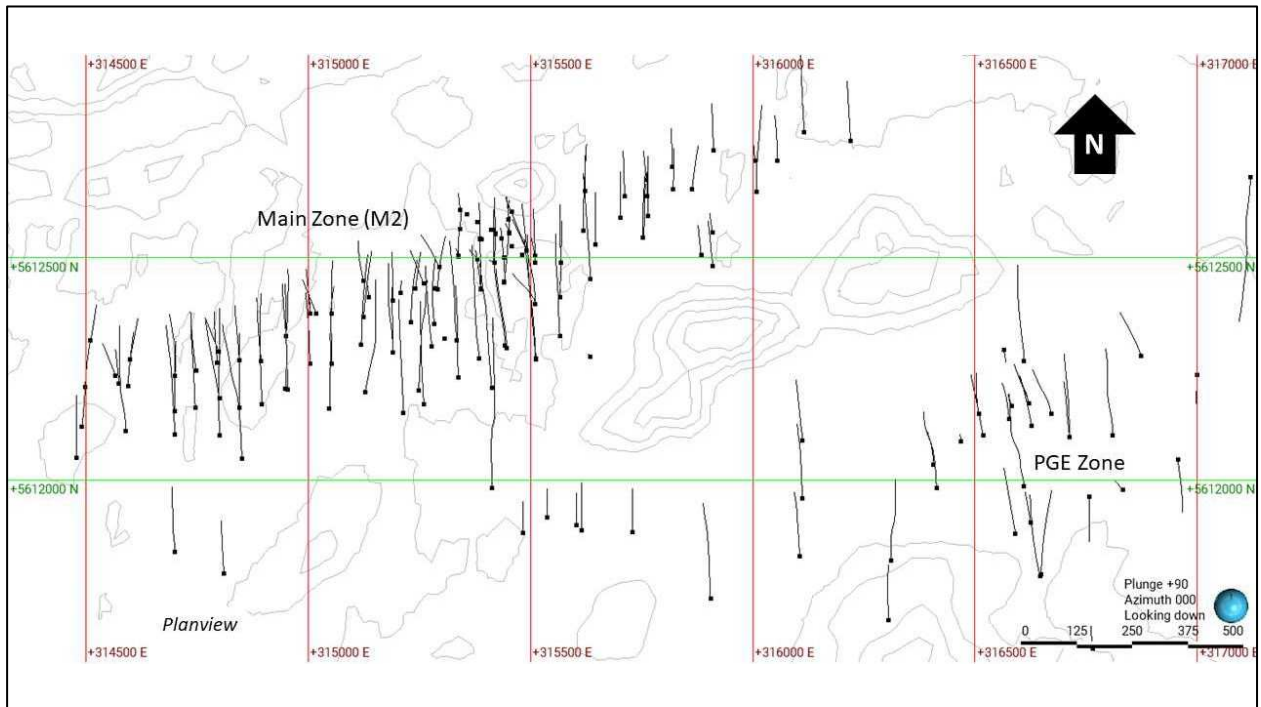 +314500 E +315000 E +315500 E +316000 E +316500 E +317000 E
N
Main Zone (M2)
+5612500 N +5612500 N
PGE Zone
+5612000 N +5612000 N
Plunge +90
Azimuth 000
Looking down
Planview
0 125 250 375 500
+314500 E +315000 E +315500 E +316000 E +316500 E +317000 E